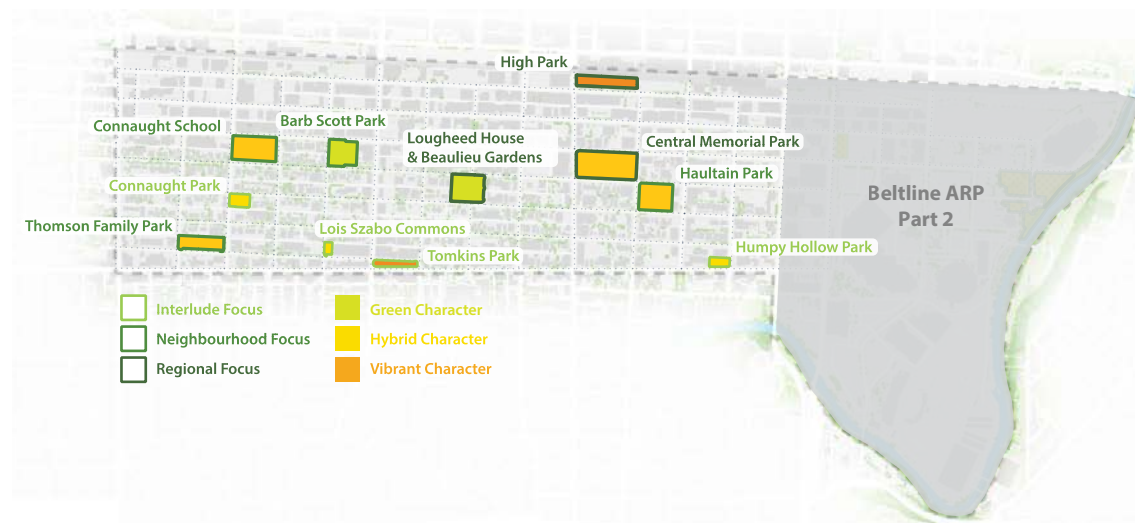 High Park
Connaught School
Barb Scott Park
Lougheed House
& Beaulieu Gardens
Central Memorial Park
Haultain Park
Connaught Park
Thomson Family Park
Lois Szabo Commons
Tomkins Park
Humpy Hollow Park
Beltline ARP
Part 2
Interlude Focus
Neighbourhood Focus
Regional Focus
Green Character
Hybrid Character
Vibrant Character